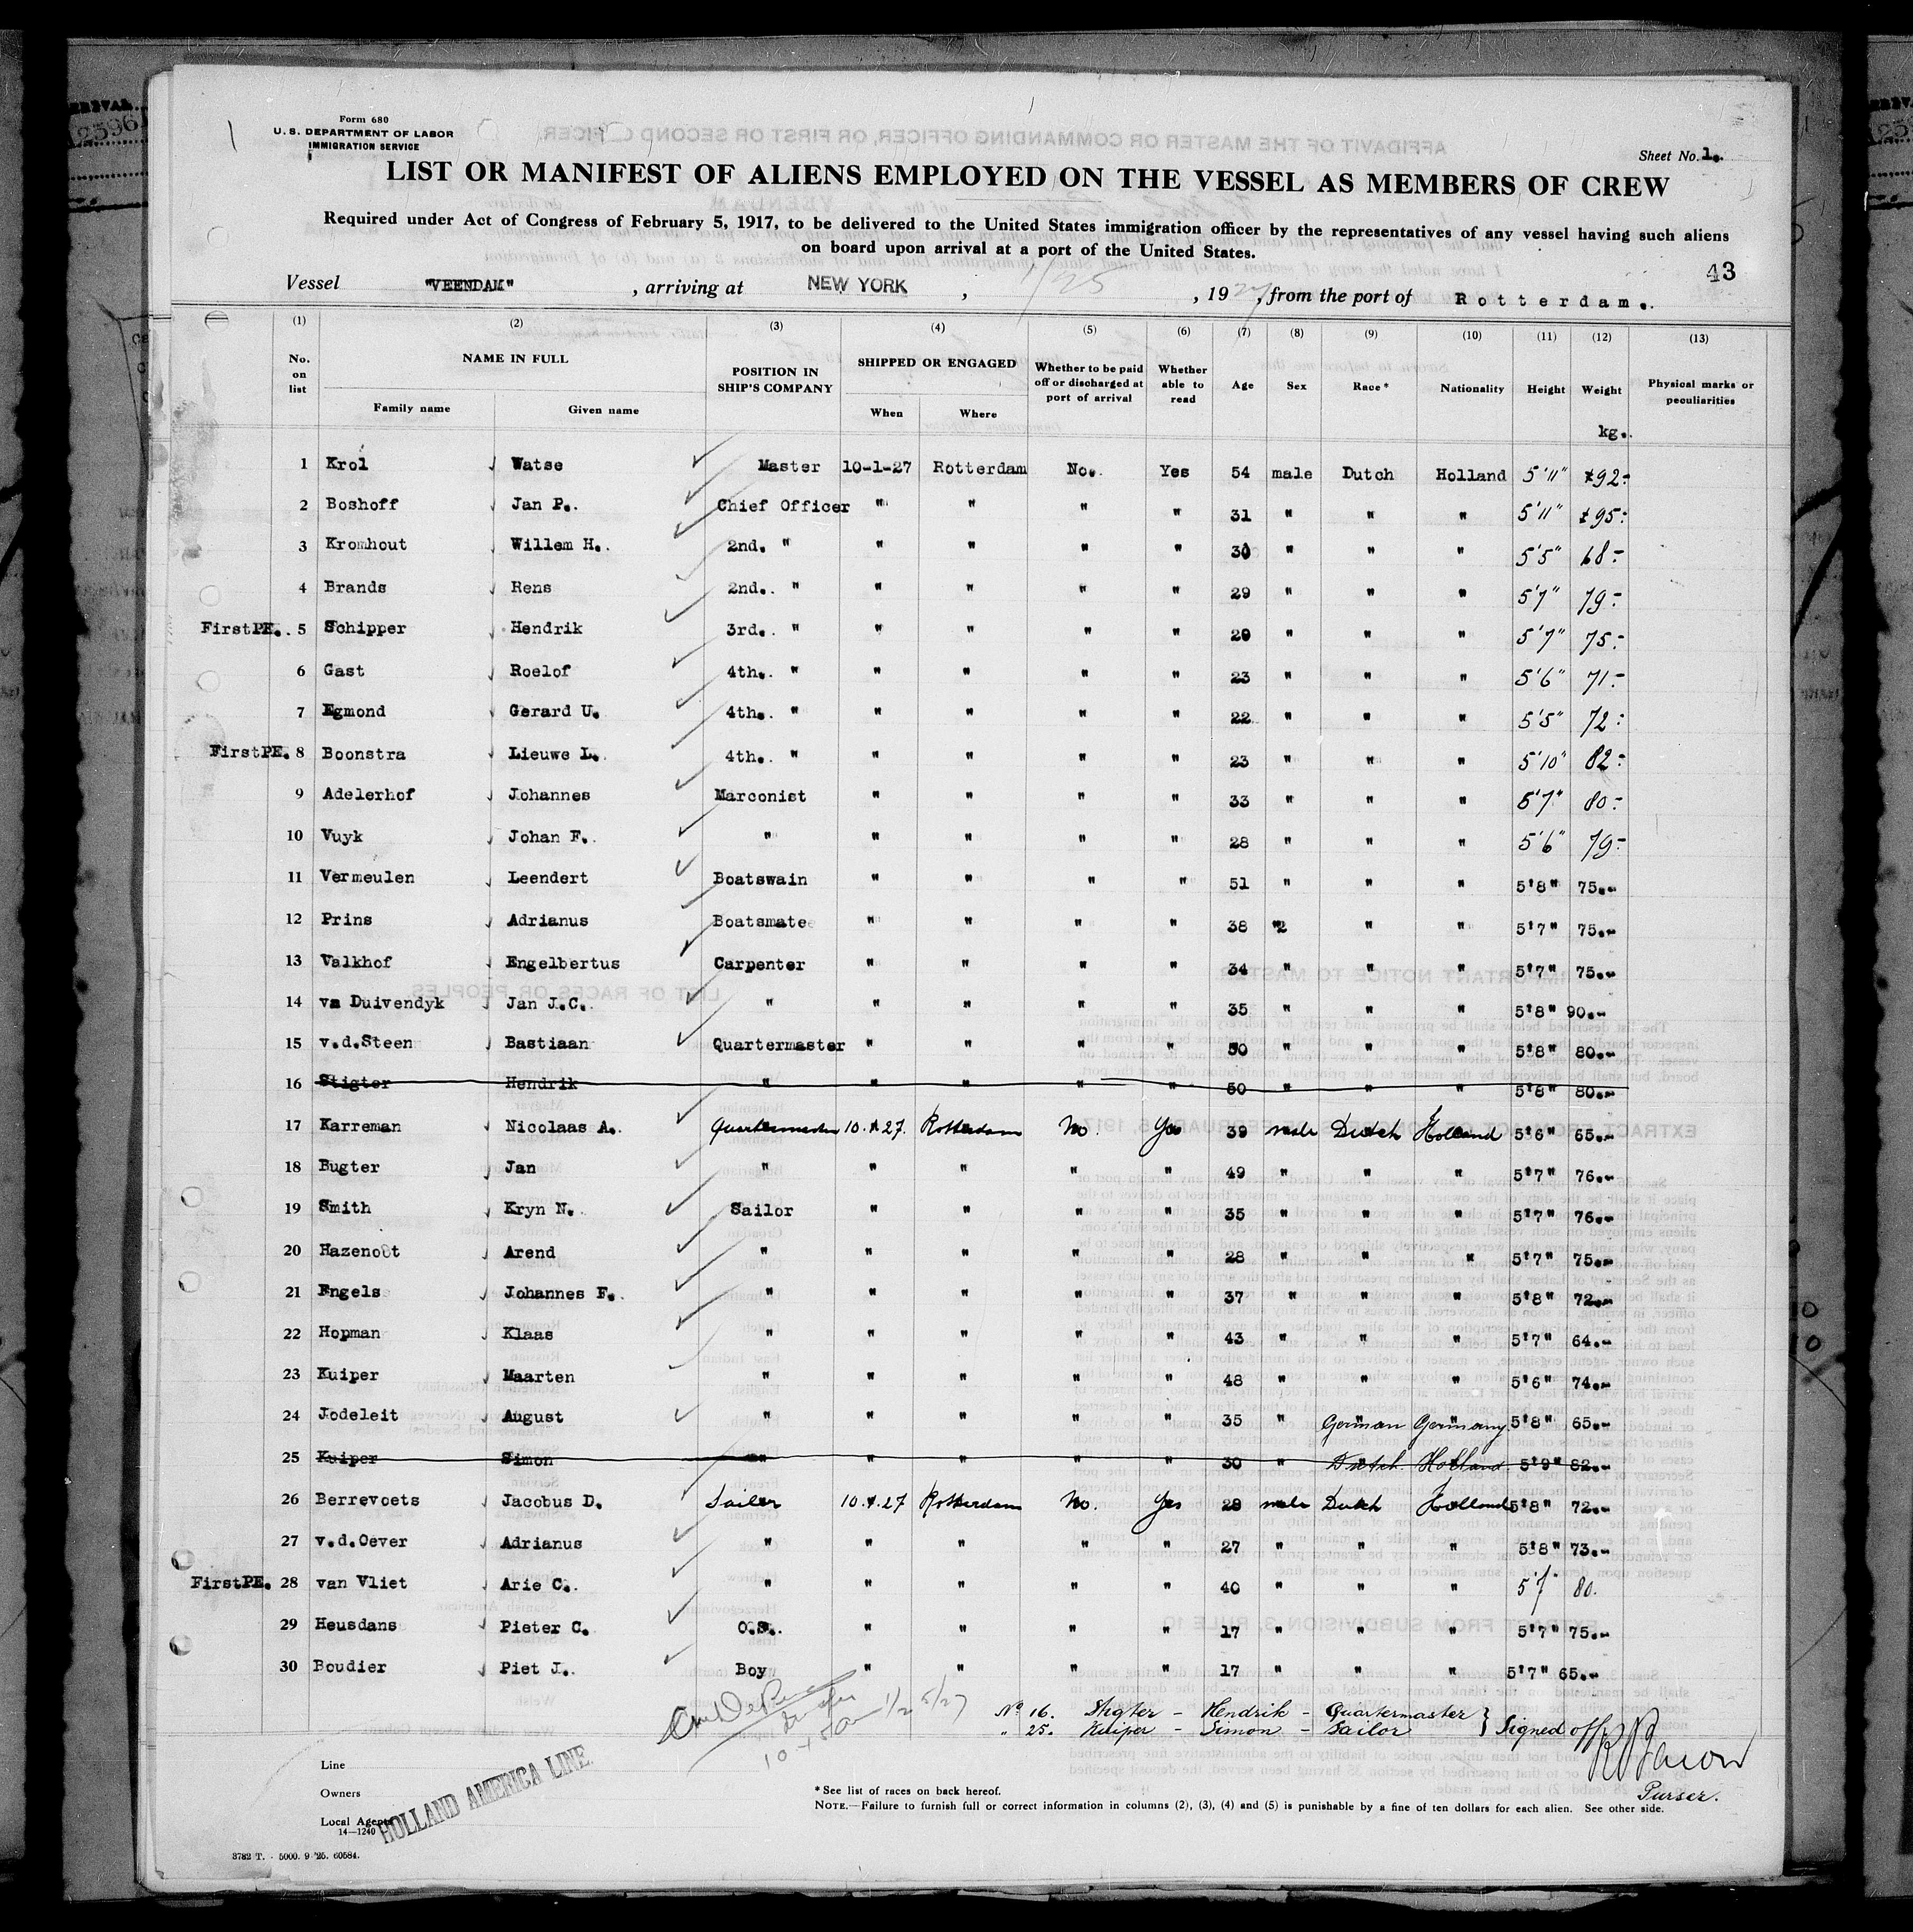 Form 680
U. S. DEPARTMENT OF LABOR
IMMIGRATION SERVICE
Sheet No. 1.
LIST OR MANIFEST OF ALIENS EMPLOYED ON THE VESSEL AS MEMBERS OF CREW
Required under Act of Congress of February 5, 1917, to be delivered to the United States immigration officer by the representatives of any vessel having such aliens
on board upon arrival at a port of the United States.
43
Vessel "VEENDAM", arriving at NEW YORK, 1/25, 1927, from the port of Rotterdam.
(1) (2) (3) (4) (5) (6) (7) (8) (9) (10) (11) (12) (13)
No. on list NAME IN FULL Family name Given name POSITION IN SHIP'S COMPANY SHIPPED OR ENGAGED When Where Whether to be paid off or discharged at port of arrival Whether able to read Age Sex Race* Nationality Height Weight Physical marks or peculiarities
kg.
1 Krol Watse Master 10-1-27 Rotterdam No. Yes 54 male Dutch Holland 5'11" 92-
2 Boshoff Jan P. Chief Officer " " " " 31 " " " 5'11" 95-
3 Kromhout Willem H. 2nd. " " " " " 30 " " " 5'5" 68-
4 Brands Rens 2nd. " " " " " 29 " " " 5'7" 79-
First PE. 5 Schipper Hendrik 3rd. " " " " " 29 " " " 5'7" 75-
6 Gast Roelof 4th. " " " " " 23 " " " 5'6" 71-
7 Egmond Gerard U. 4th. " " " " " 22 " " " 5'5" 72-
First PE. 8 Boonstra Lieuwe L. 4th. " " " " " 23 " " " 5'10" 82-
9 Adelerhof Johannes Marconist " " " " 33 " " " 5'7" 80-
10 Vuyk Johan F. " " " " " 28 " " " 5'6" 79-
11 Vermeulen Leendert Boatswain " " " " 51 " " " 5'8" 75.-
12 Prins Adrianus Boatsmate " " " " 38 " " " 5'7" 75.-
13 Valkhof Engelbertus Carpenter " " " " 34 " " " 5'7" 75.-
14 va Duivendyk Jan J.C. " " " " " 35 " " " 5'8" 90.-
15 v.d.Steen Bastiaan Quartermaster " " " " 50 " " " 5'8" 80.-
16 Stigter Hendrik " " " " " 50 " " " 5'8" 80.-
17 Karreman Nicolaas A. Quartermaster 10.1.27. Rotterdam No. Yes 39 male Dutch Holland 5'6" 65.-
18 Bugter Jan " " " " " 49 " " " 5'7" 76.-
19 Smith Kryn N. Sailor " " " " 35 " " " 5'7" 76.-
20 Hazenoot Arend " " " " " 28 " " " 5'7" 75.-
21 Engels Johannes F. " " " " " 37 " " " 5'8" 72.-
22 Hopman Klaas " " " " " 43 " " " 5'7" 64.-
23 Kuiper Maarten " " " " " 48 " " " 5'6" 74.-
24 Jodeleit August " " " " " 35 " German Germany 5'8" 65.-
25 Kuiper Simon " " " " " 30 " Dutch. Holland. 5'9" 82.-
26 Berrevoets Jacobus D. Sailor 10.1.27 Rotterdam No. Yes 29 male Dutch Holland 5'8" 72.-
27 v.d.Oever Adrianus " " " " " 27 " " " 5'8" 73.-
First PE. 28 van Vliet Arie C. " " " " " 40 " " " 5'7" 80.
29 Heusdans Pieter C. O.S. " " " " 17 " " " 5'7" 75.-
30 Boudier Piet J. Boy " " " " 17 " " " 5'7" 65.-
1/25/27
No 16. Stigter - Hendrik - Quartermaster } Signed off
" 25. Kuiper - Simon - Sailor
Purser.
Line
Owners
Local Agents
HOLLAND AMERICA LINE.
14—1240
* See list of races on back hereof.
NOTE.—Failure to furnish full or correct information in columns (2), (3), (4) and (5) is punishable by a fine of ten dollars for each alien. See other side.
3782 T. - 5000. 9-'25. 60584.